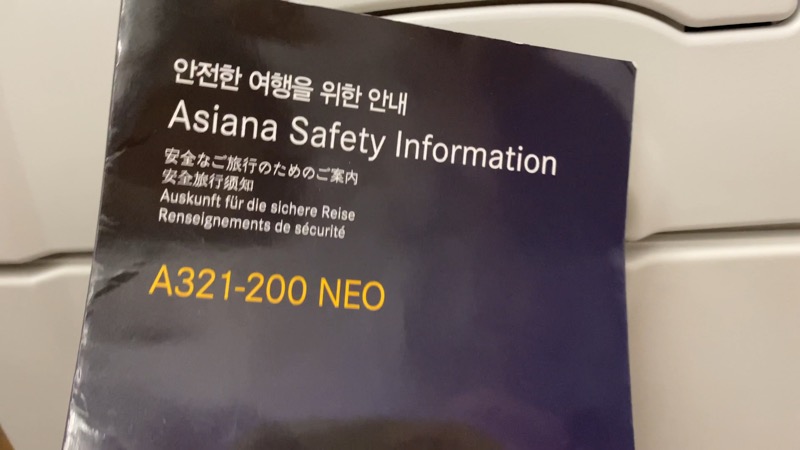 안전한 여행을 위한 안내
Asiana Safety Information
安全なご旅行のためのご案内
安全旅行须知
Auskunft für die sichere Reise
Renseignements de sécurité
A321-200 NEO